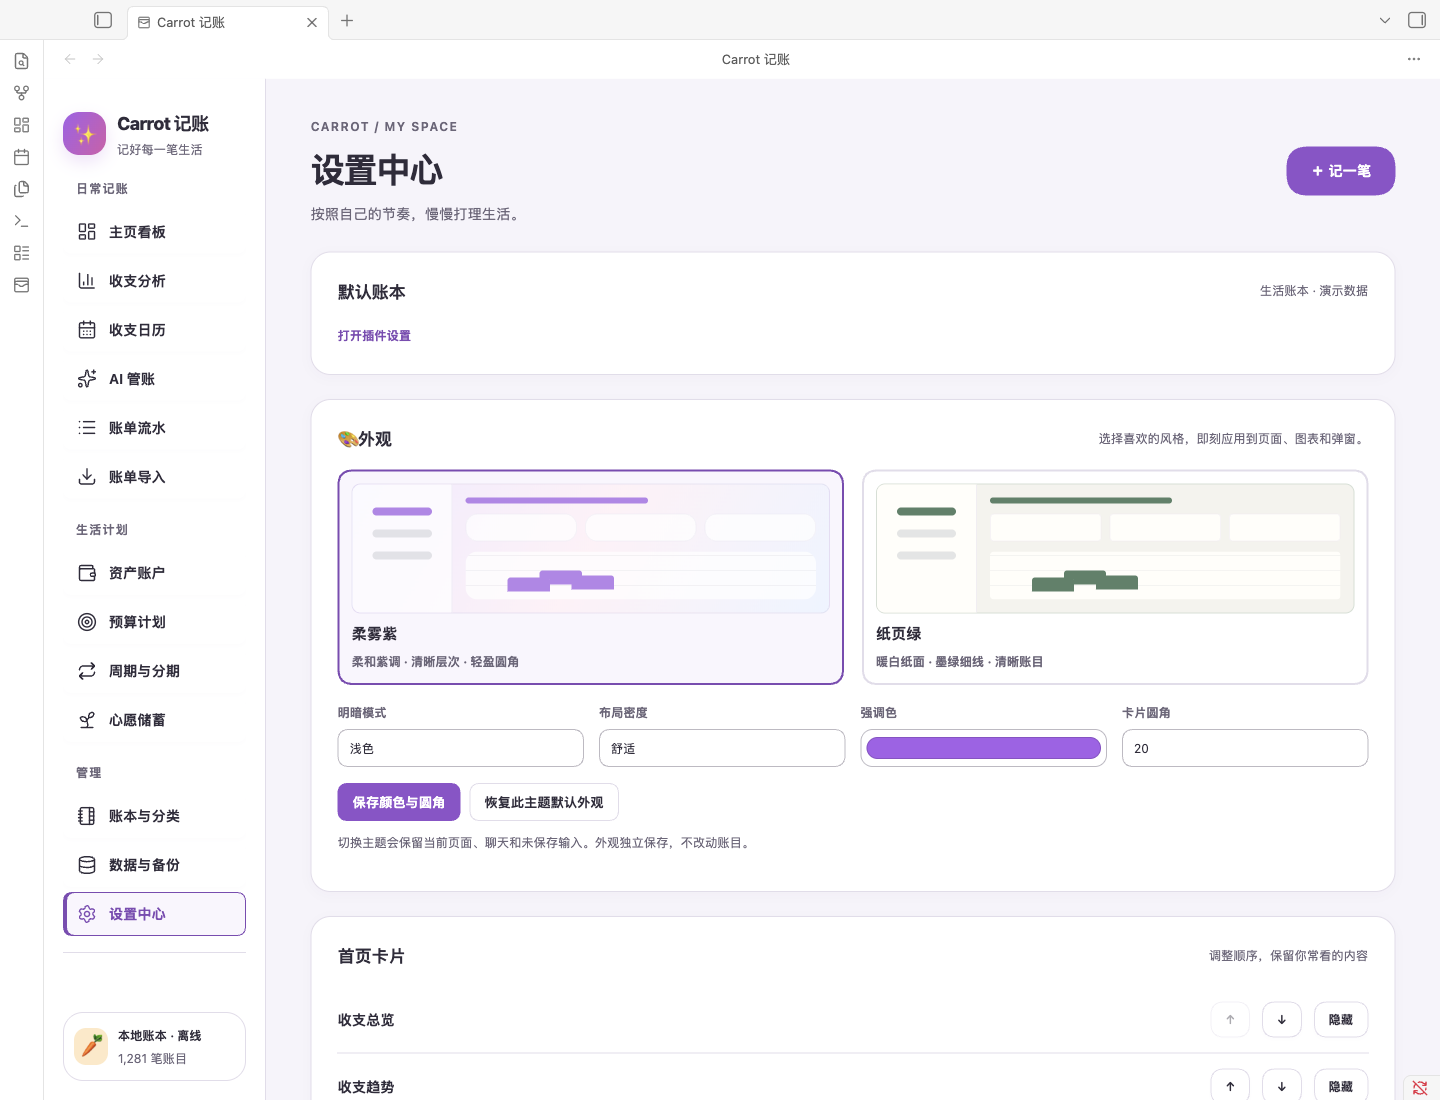 Carrot 记账
Carrot 记账
Carrot 记账
记好每一笔生活
日常记账
主页看板
收支分析
收支日历
AI 管账
账单流水
账单导入
生活计划
资产账户
预算计划
周期与分期
心愿储蓄
管理
账本与分类
数据与备份
设置中心
本地账本 · 离线
1,281 笔账目
CARROT / MY SPACE
设置中心
按照自己的节奏，慢慢打理生活。
+ 记一笔
默认账本
生活账本 · 演示数据
打开插件设置
🎨外观
选择喜欢的风格，即刻应用到页面、图表和弹窗。
柔雾紫
柔和紫调 · 清晰层次 · 轻盈圆角
纸页绿
暖白纸面 · 墨绿细线 · 清晰账目
明暗模式
布局密度
强调色
卡片圆角
浅色
舒适
20
保存颜色与圆角
恢复此主题默认外观
切换主题会保留当前页面、聊天和未保存输入。外观独立保存，不改动账目。
首页卡片
调整顺序，保留你常看的内容
收支总览
↑
↓
隐藏
收支趋势
↑
↓
隐藏